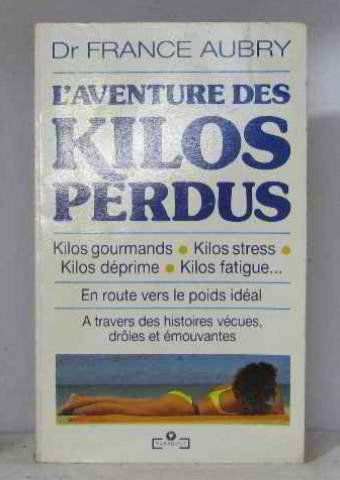 Dr FRANCE AUBRY
L'AVENTURE DES
KILOS
PERDUS
Kilos gourmands ● Kilos stress ●
Kilos déprime ● Kilos fatigue...
En route vers le poids idéal
A travers des histoires vécues,
drôles et émouvantes
MARABOUT